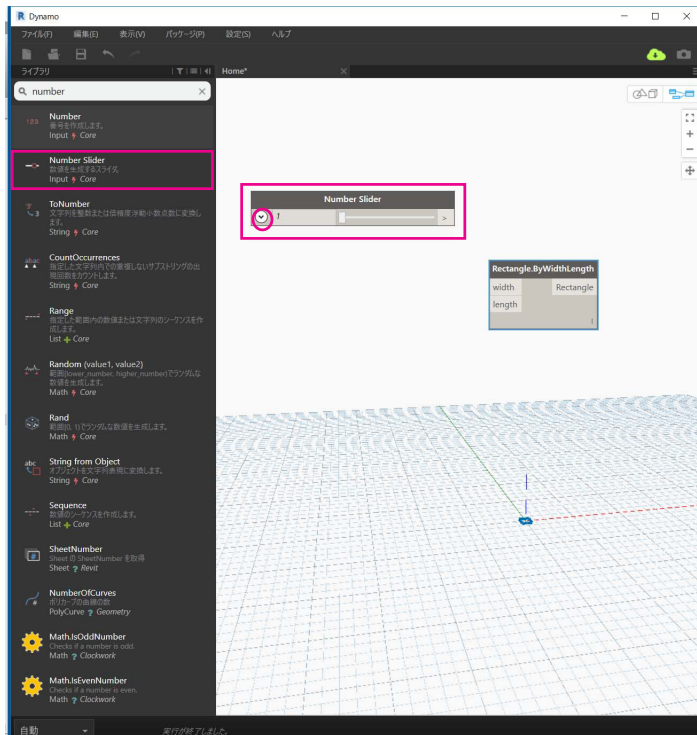 Dynamo
ファイル(F) 編集(E) 表示(V) パッケージ(P) 設定(S) ヘルプ
ライブラリ
Home*
number
123
Number
番号を作成します。
Input Core
Number Slider
数値を生成するスライダ。
Input Core
ToNumber
文字列を整数または倍精度浮動小数点数に変換し
ます。
String Core
abac
CountOccurrences
指定した文字列内での重複しないサブストリングの出
現回数をカウントします。
String Core
Range
指定した範囲内の数値または文字列のシーケンスを作
成します。
List Core
Random (value1, value2)
範囲[lower_number, higher_number)でランダムな
数値を生成します。
Math Core
Rand
範囲[0, 1)でランダムな数値を生成します。
Math Core
abc
String from Object
オブジェクトを文字列表現に変換します。
String Core
Sequence
数値のシーケンスを作成します。
List Core
SheetNumber
Sheet の SheetNumber を取得
Sheet ? Revit
NumberOfCurves
ポリカーブの曲線の数
PolyCurve ? Geometry
Math.IsOddNumber
Checks if a number is odd.
Math ? Clockwork
Math.IsEvenNumber
Checks if a number is even.
Math ? Clockwork
Number Slider
1 >
Rectangle.ByWidthLength
width Rectangle
length
自動
実行が終了しました。